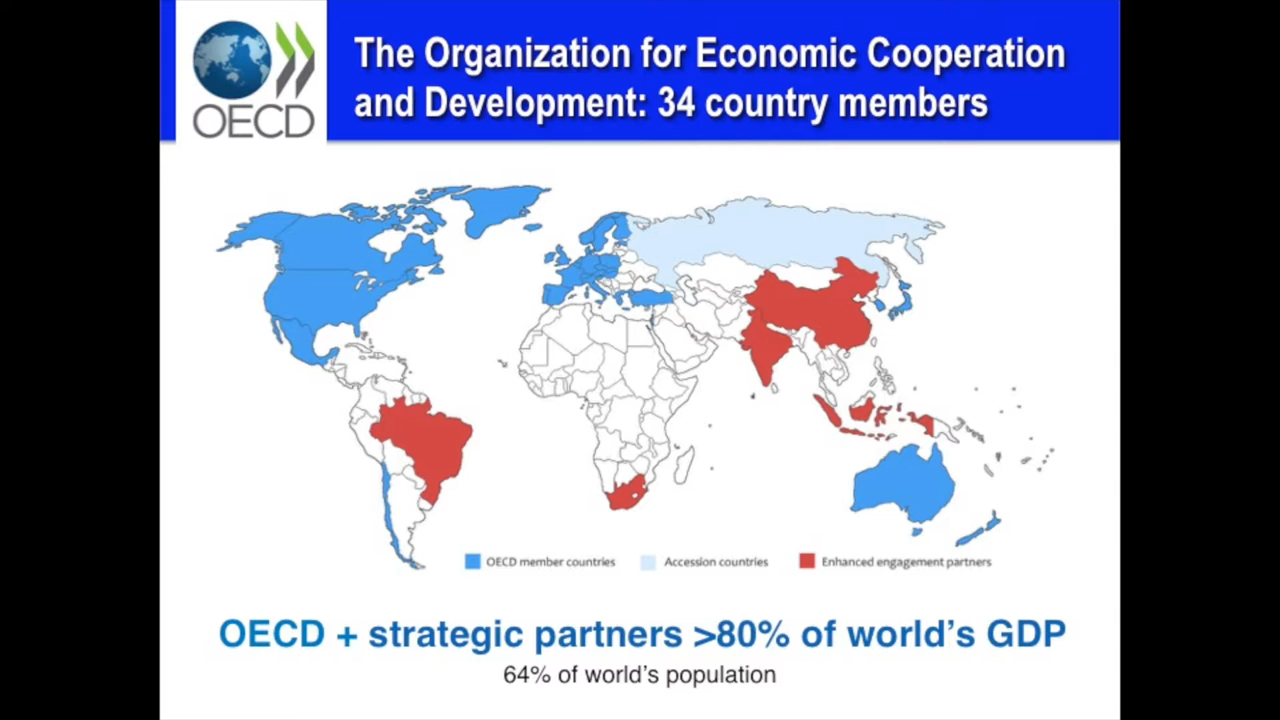 OECD
The Organization for Economic Cooperation
and Development: 34 country members
OECD member countries
Accession countries
Enhanced engagement partners
OECD + strategic partners >80% of world's GDP
64% of world's population